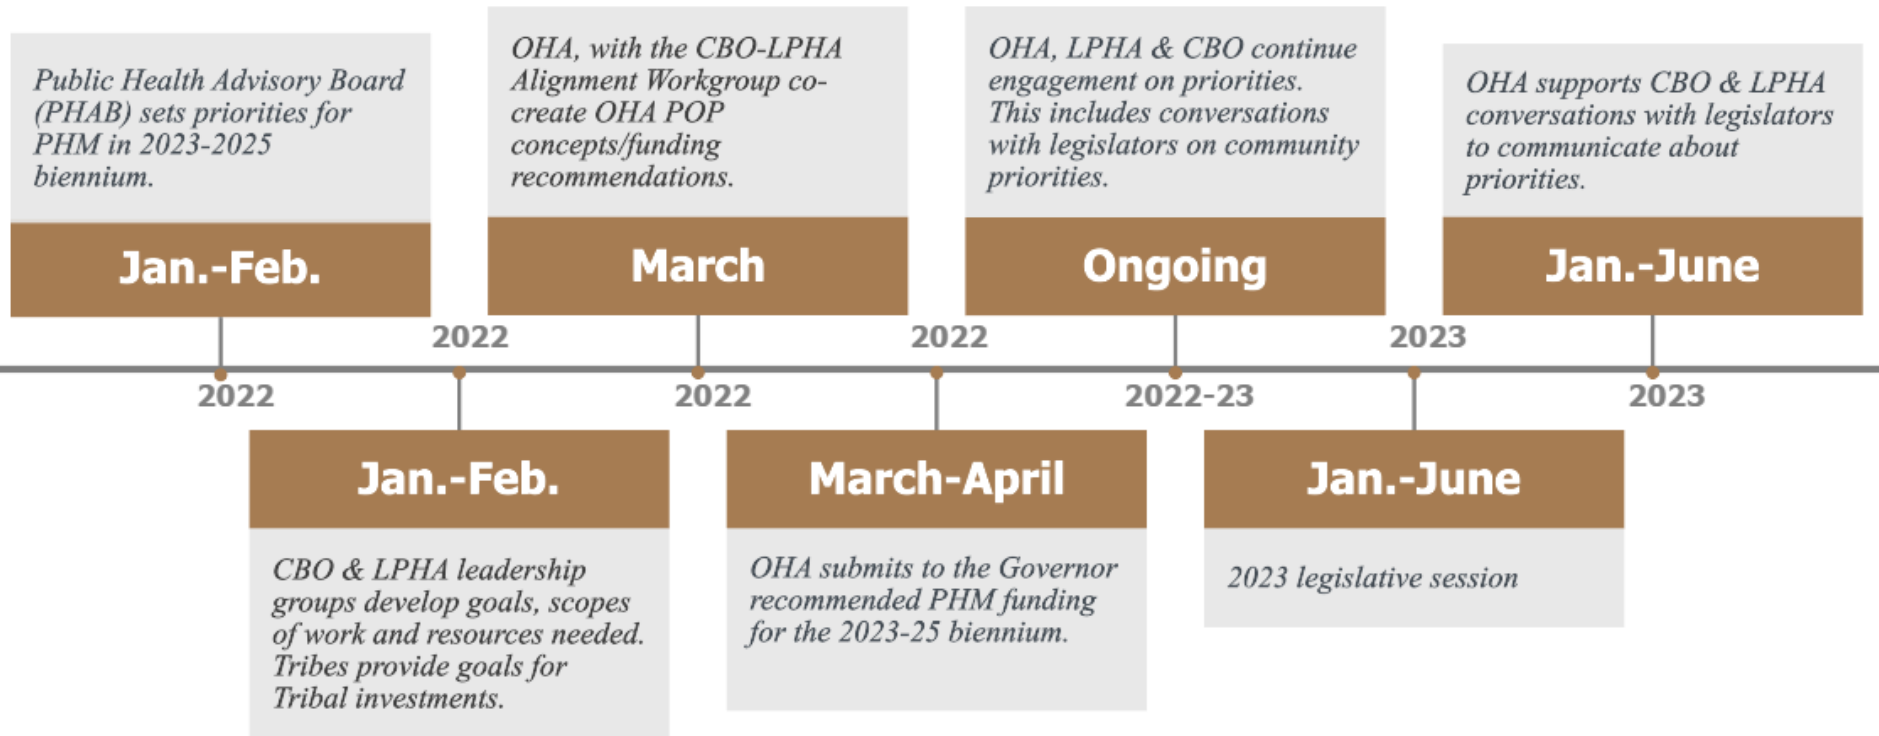 Public Health Advisory Board
(PHAB) sets priorities for
PHM in 2023-2025
biennium.
Jan.-Feb.
2022
CBO & LPHA leadership
groups develop goals, scopes
of work and resources needed.
Tribes provide goals for
Tribal investments.
Jan.-Feb.
2022
OHA, with the CBO-LPHA
Alignment Workgroup co-
create OHA POP
concepts/funding
recommendations.
March
2022
March-April
2022
OHA submits to the Governor
recommended PHM funding
for the 2023-25 biennium.
OHA, LPHA & CBO continue
engagement on priorities.
This includes conversations
with legislators on community
priorities.
Ongoing
2022-23
2023
Jan.-June
2023 legislative session
OHA supports CBO & LPHA
conversations with legislators
to communicate about
priorities.
Jan.-June
2023